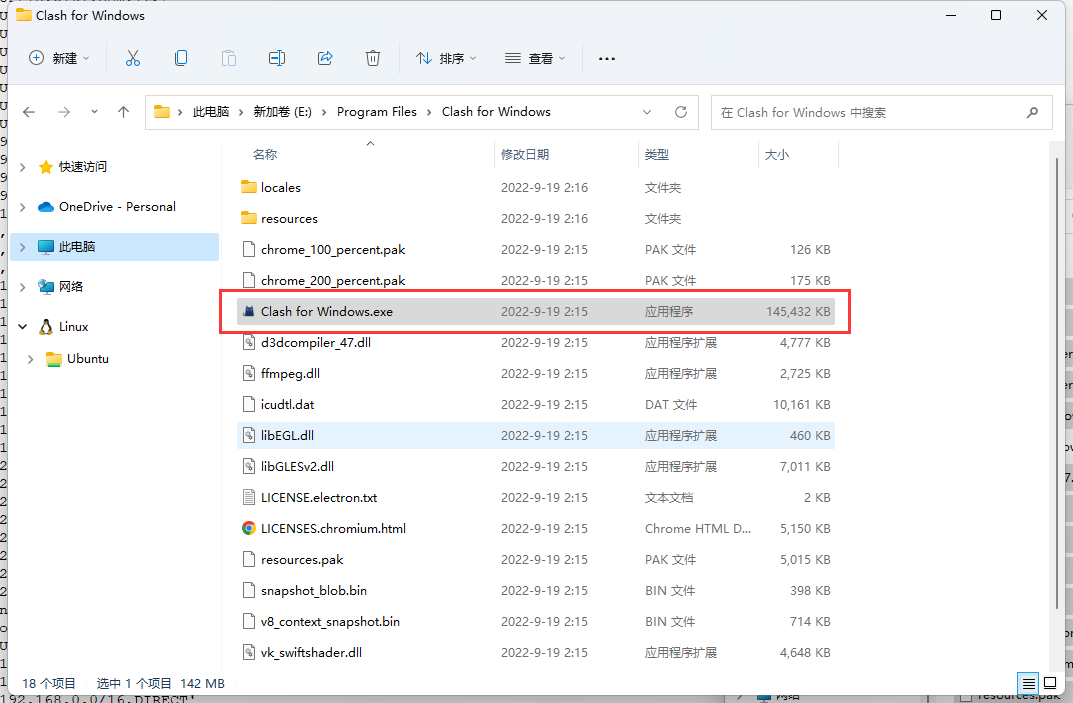 Clash for Windows
新建
排序
查看
此电脑 新加卷 (E:) Program Files Clash for Windows
在 Clash for Windows 中搜索
快速访问
OneDrive - Personal
此电脑
网络
Linux
Ubuntu
名称 修改日期 类型 大小
locales 2022-9-19 2:16 文件夹
resources 2022-9-19 2:16 文件夹
chrome_100_percent.pak 2022-9-19 2:15 PAK 文件 126 KB
chrome_200_percent.pak 2022-9-19 2:15 PAK 文件 175 KB
Clash for Windows.exe 2022-9-19 2:15 应用程序 145,432 KB
d3dcompiler_47.dll 2022-9-19 2:15 应用程序扩展 4,777 KB
ffmpeg.dll 2022-9-19 2:15 应用程序扩展 2,725 KB
icudtl.dat 2022-9-19 2:15 DAT 文件 10,161 KB
libEGL.dll 2022-9-19 2:15 应用程序扩展 460 KB
libGLESv2.dll 2022-9-19 2:15 应用程序扩展 7,011 KB
LICENSE.electron.txt 2022-9-19 2:15 文本文档 2 KB
LICENSES.chromium.html 2022-9-19 2:15 Chrome HTML D... 5,150 KB
resources.pak 2022-9-19 2:15 PAK 文件 5,015 KB
snapshot_blob.bin 2022-9-19 2:15 BIN 文件 398 KB
v8_context_snapshot.bin 2022-9-19 2:15 BIN 文件 714 KB
vk_swiftshader.dll 2022-9-19 2:15 应用程序扩展 4,648 KB
18 个项目 选中 1 个项目 142 MB
192.168.0.0/16,DIRECT'
网络
resources.pak